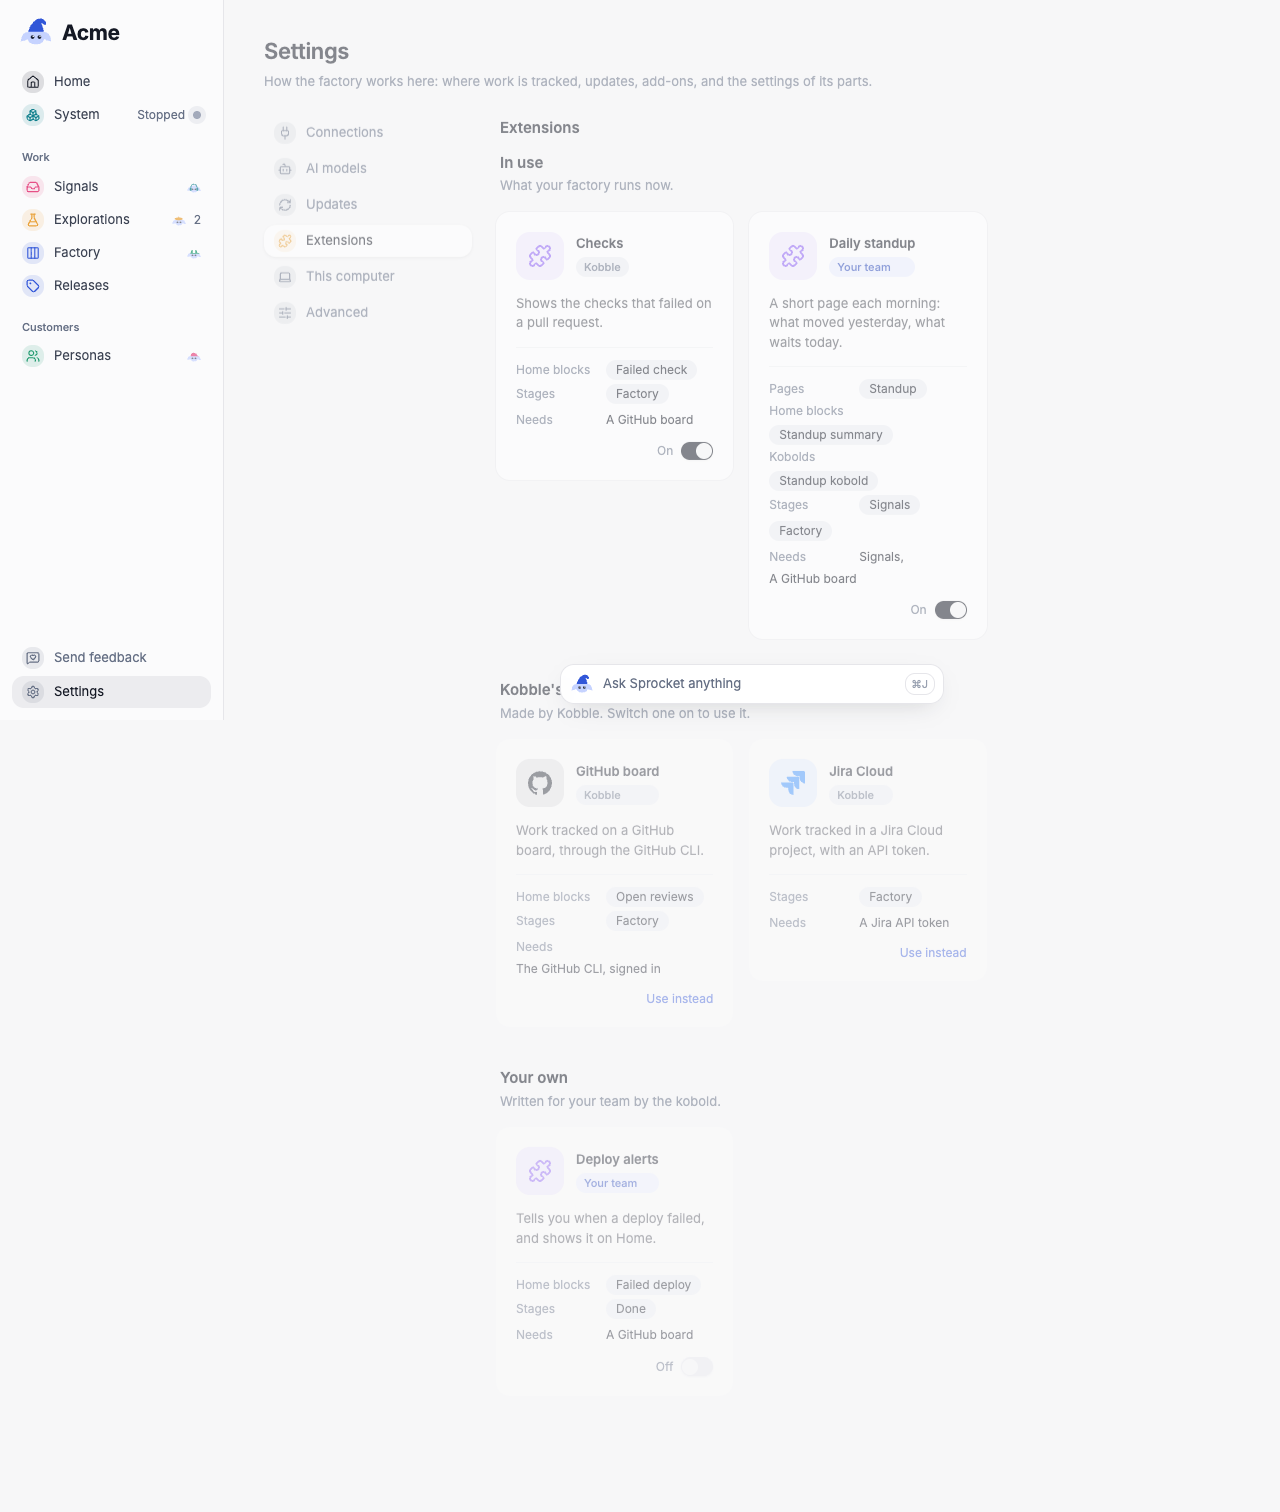 Acme
Home
System Stopped
Work
Signals
Explorations 2
Factory
Releases
Customers
Personas
Send feedback
Settings
Settings
How the factory works here: where work is tracked, updates, add-ons, and the settings of its parts.
Connections
AI models
Updates
Extensions
This computer
Advanced
Extensions
In use
What your factory runs now.
Checks
Kobble
Shows the checks that failed on
a pull request.
Home blocks Failed check
Stages Factory
Needs A GitHub board
On
Daily standup
Your team
A short page each morning:
what moved yesterday, what
waits today.
Pages Standup
Home blocks
Standup summary
Kobolds
Standup kobold
Stages Signals
Factory
Needs Signals,
A GitHub board
On
Ask Sprocket anything ⌘J
Kobble's
Made by Kobble. Switch one on to use it.
GitHub board
Kobble
Work tracked on a GitHub
board, through the GitHub CLI.
Home blocks Open reviews
Stages Factory
Needs
The GitHub CLI, signed in
Use instead
Jira Cloud
Kobble
Work tracked in a Jira Cloud
project, with an API token.
Stages Factory
Needs A Jira API token
Use instead
Your own
Written for your team by the kobold.
Deploy alerts
Your team
Tells you when a deploy failed,
and shows it on Home.
Home blocks Failed deploy
Stages Done
Needs A GitHub board
Off